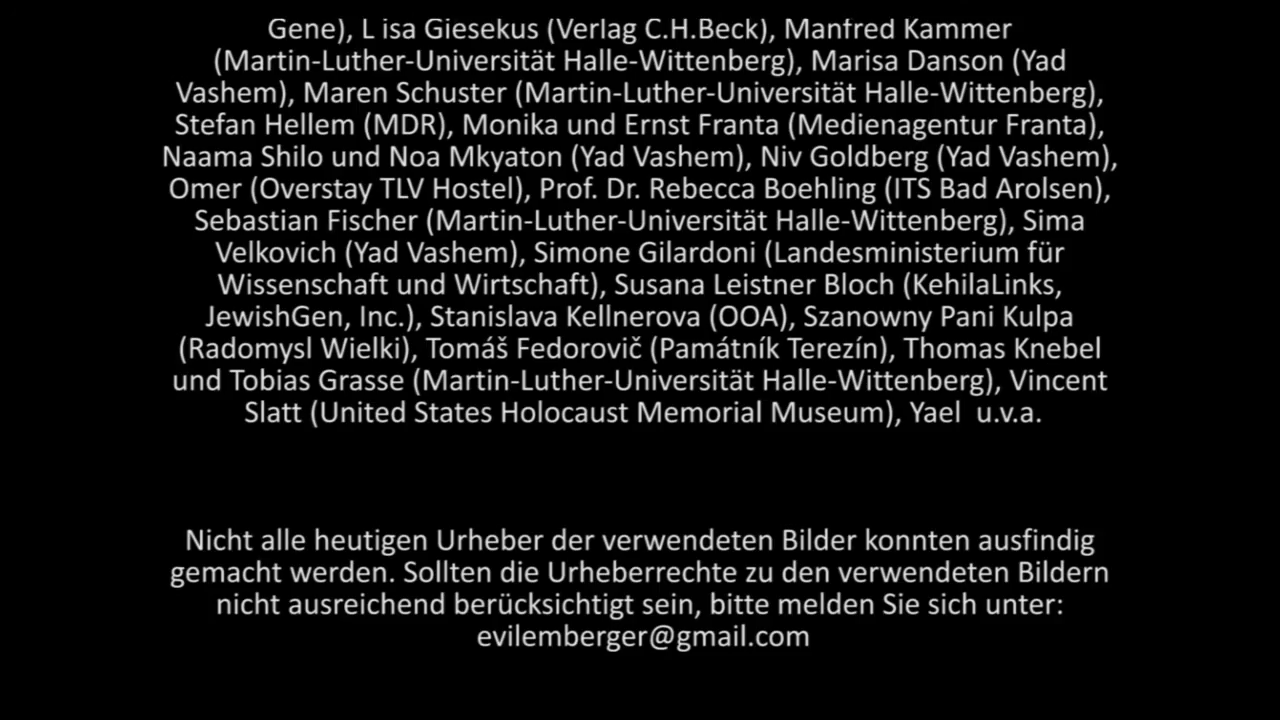 Gene), L isa Giesekus (Verlag C.H.Beck), Manfred Kammer
(Martin-Luther-Universität Halle-Wittenberg), Marisa Danson (Yad
Vashem), Maren Schuster (Martin-Luther-Universität Halle-Wittenberg),
Stefan Hellem (MDR), Monika und Ernst Franta (Medienagentur Franta),
Naama Shilo und Noa Mkyaton (Yad Vashem), Niv Goldberg (Yad Vashem),
Omer (Overstay TLV Hostel), Prof. Dr. Rebecca Boehling (ITS Bad Arolsen),
Sebastian Fischer (Martin-Luther-Universität Halle-Wittenberg), Sima
Velkovich (Yad Vashem), Simone Gilardoni (Landesministerium für
Wissenschaft und Wirtschaft), Susana Leistner Bloch (KehilaLinks,
JewishGen, Inc.), Stanislava Kellnerova (OOA), Szanowny Pani Kulpa
(Radomysl Wielki), Tomáš Fedorovič (Památník Terezín), Thomas Knebel
und Tobias Grasse (Martin-Luther-Universität Halle-Wittenberg), Vincent
Slatt (United States Holocaust Memorial Museum), Yael  u.v.a.
Nicht alle heutigen Urheber der verwendeten Bilder konnten ausfindig
gemacht werden. Sollten die Urheberrechte zu den verwendeten Bildern
nicht ausreichend berücksichtigt sein, bitte melden Sie sich unter:
evilemberger@gmail.com